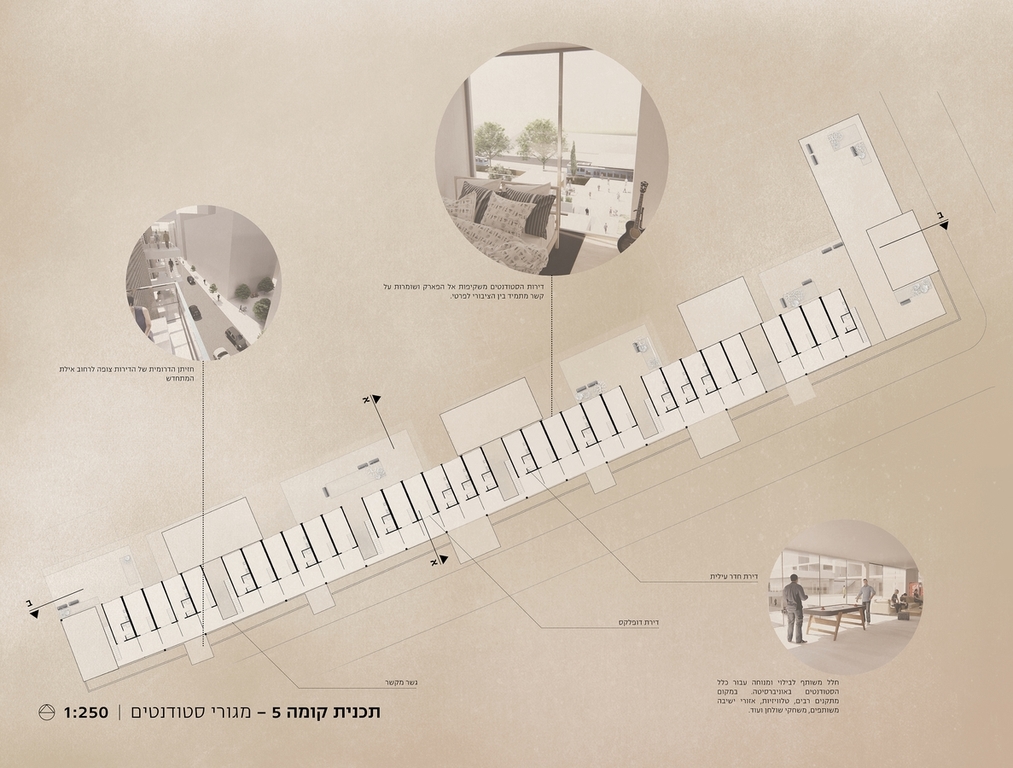 דירות הסטודנטים משקיפות אל הפארק ושומרות על
קשר מתמיד בין הציבורי לפרטי.
חזיתן הדרומית של הדירות צופה לרחוב אילת
המתחדש
ב
א
א
ב
דירת חדר עילית
דירת דופלקס
גשר מקשר
חלל משותף לבילוי ומנוחה עבור כלל
הסטודנטים באוניברסיטה. במקום
מתקנים רבים, טלוויזיות, אזורי ישיבה
משותפים, משחקי שולחן ועוד.
תכנית קומה 5 – מגורי סטודנטים | 1:250